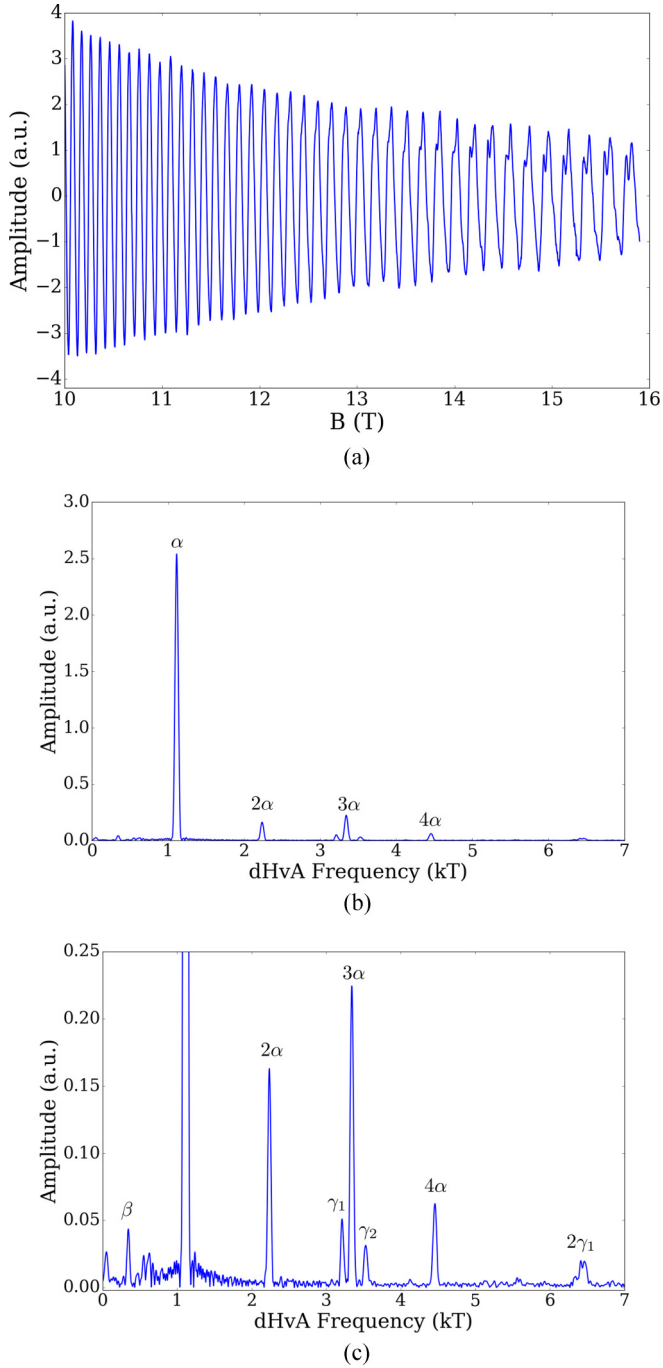 4
3
2
1
0
−1
−2
−3
−4
Amplitude (a.u.)
10 11 12 13 14 15 16
B (T)
(a)
3.0
2.5
2.0
1.5
1.0
0.5
0.0
Amplitude (a.u.)
α
2α
3α
4α
0 1 2 3 4 5 6 7
dHvA Frequency (kT)
(b)
0.25
0.20
0.15
0.10
0.05
0.00
Amplitude (a.u.)
β
2α
γ₁
3α
γ₂
4α
2γ₁
0 1 2 3 4 5 6 7
dHvA Frequency (kT)
(c)